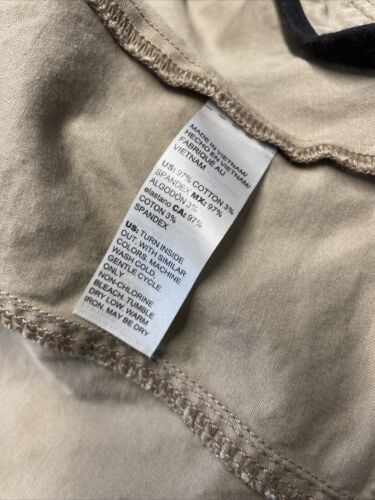 MADE IN VIETNAM/
HECHO EN VIETNAM/
FABRIQUÉ AU
VIETNAM
US: 97% COTTON 3%
SPANDEX MX: 97%
ALGODÓN 3%
elastano CA: 97%
COTON 3%
SPANDEX
US: TURN INSIDE
OUT. WITH SIMILAR
COLORS, MACHINE
WASH COLD,
GENTLE CYCLE
ONLY
NON-CHLORINE
BLEACH. TUMBLE
DRY LOW. WARM
IRON. MAY BE DRY